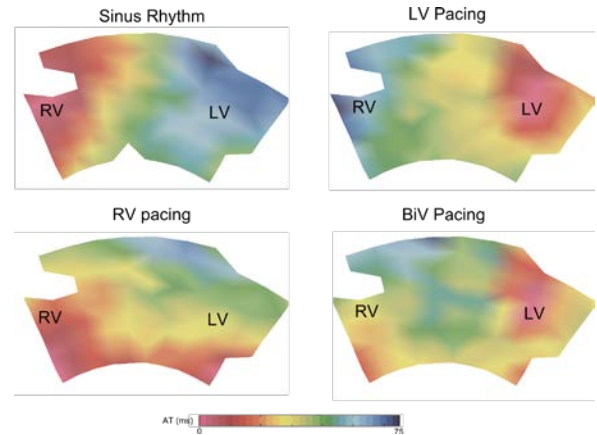 Sinus Rhythm
LV Pacing
RV
LV
RV
LV
RV pacing
BiV Pacing
RV
LV
RV
LV
AT (ms)
0
75